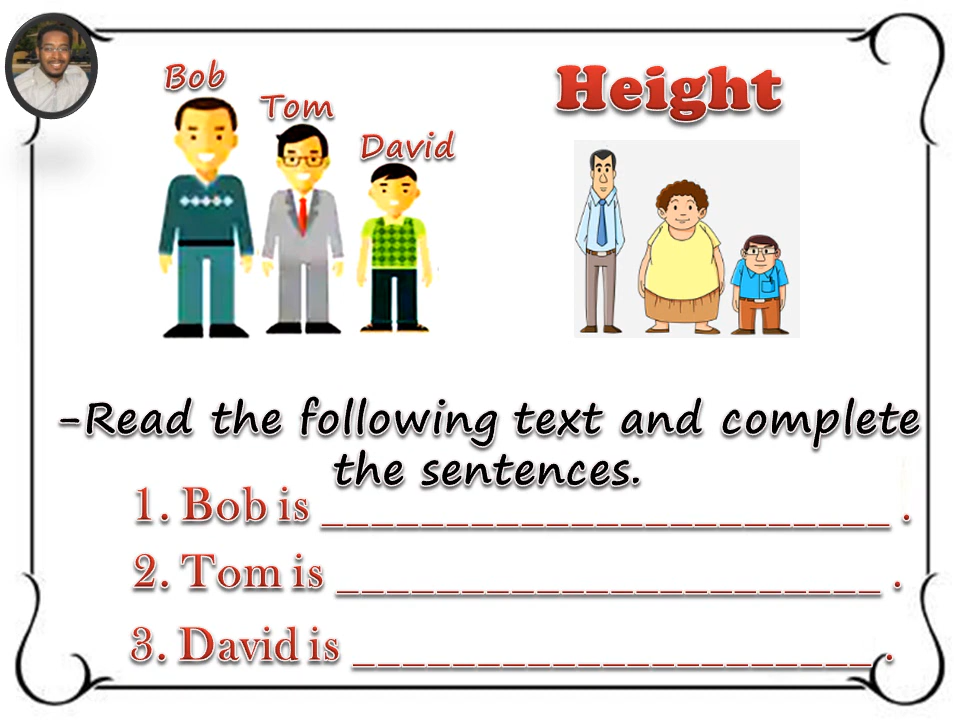 Bob
Tom
David
Height
-Read the following text and complete
the sentences.
1. Bob is _______________________ .
2. Tom is ______________________ .
3. David is _____________________ .